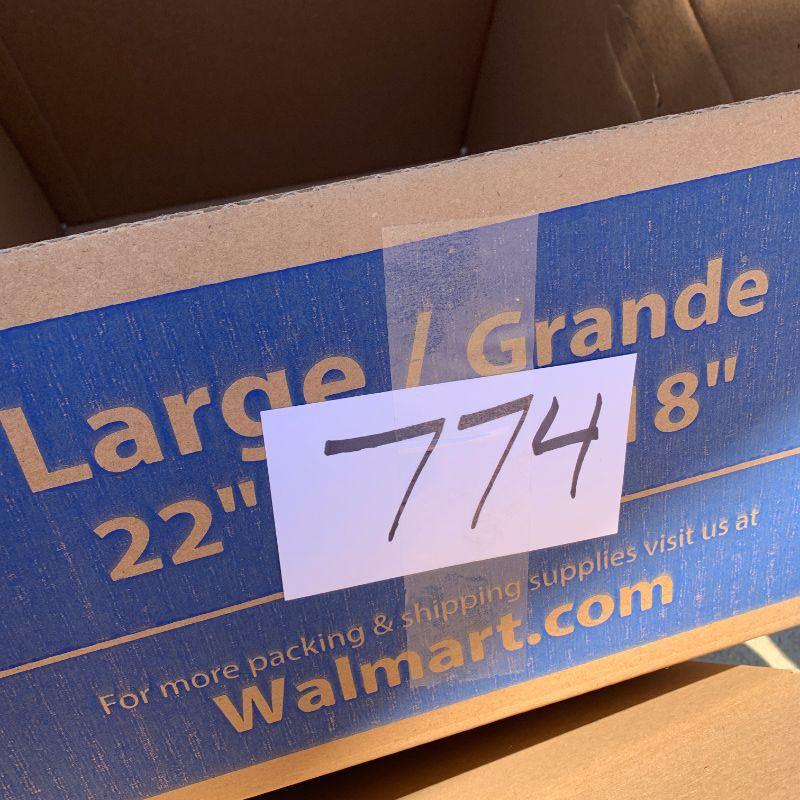 Large / Grande
22" 18"
774
For more packing & shipping supplies visit us at
Walmart.com